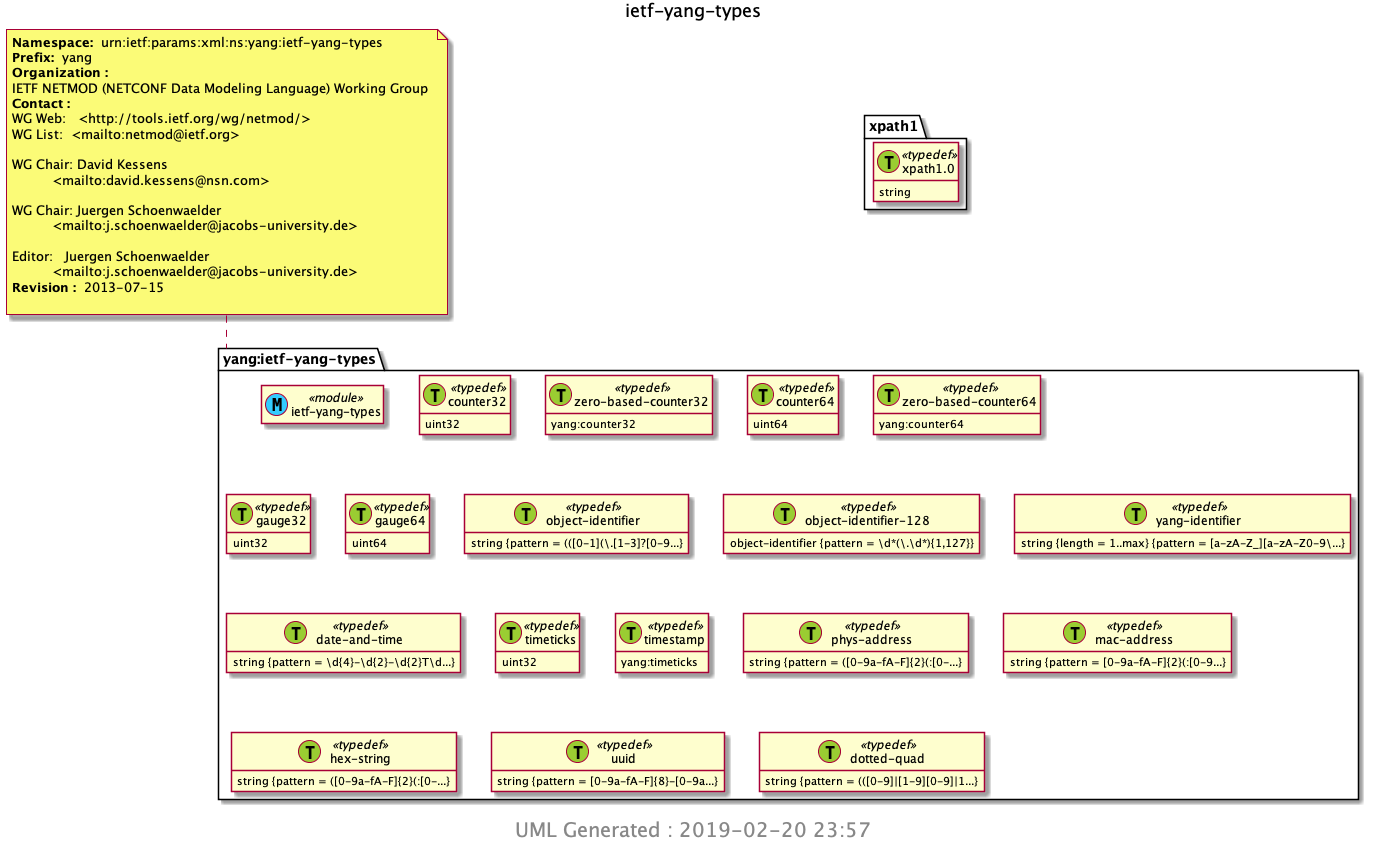 ietf-yang-types
Namespace: urn:ietf:params:xml:ns:yang:ietf-yang-types
Prefix: yang
Organization :
IETF NETMOD (NETCONF Data Modeling Language) Working Group
Contact :
WG Web: <http://tools.ietf.org/wg/netmod/>
WG List: <mailto:netmod@ietf.org>
WG Chair: David Kessens
<mailto:david.kessens@nsn.com>
WG Chair: Juergen Schoenwaelder
<mailto:j.schoenwaelder@jacobs-university.de>
Editor: Juergen Schoenwaelder
<mailto:j.schoenwaelder@jacobs-university.de>
Revision : 2013-07-15
xpath1
T «typedef»
xpath1.0
string
yang:ietf-yang-types
M «module»
ietf-yang-types
T «typedef»
counter32
uint32
T «typedef»
zero-based-counter32
yang:counter32
T «typedef»
counter64
uint64
T «typedef»
zero-based-counter64
yang:counter64
T «typedef»
gauge32
uint32
T «typedef»
gauge64
uint64
T «typedef»
object-identifier
string {pattern = (([0-1](\.[1-3]?[0-9...}
T «typedef»
object-identifier-128
object-identifier {pattern = \d*(\.\d*){1,127}}
T «typedef»
yang-identifier
string {length = 1..max} {pattern = [a-zA-Z_][a-zA-Z0-9\...}
T «typedef»
date-and-time
string {pattern = \d{4}-\d{2}-\d{2}T\d...}
T «typedef»
timeticks
uint32
T «typedef»
timestamp
yang:timeticks
T «typedef»
phys-address
string {pattern = ([0-9a-fA-F]{2}(:[0-...}
T «typedef»
mac-address
string {pattern = [0-9a-fA-F]{2}(:[0-9...}
T «typedef»
hex-string
string {pattern = ([0-9a-fA-F]{2}(:[0-...}
T «typedef»
uuid
string {pattern = [0-9a-fA-F]{8}-[0-9a...}
T «typedef»
dotted-quad
string {pattern = (([0-9]|[1-9][0-9]|1...}
UML Generated : 2019-02-20 23:57